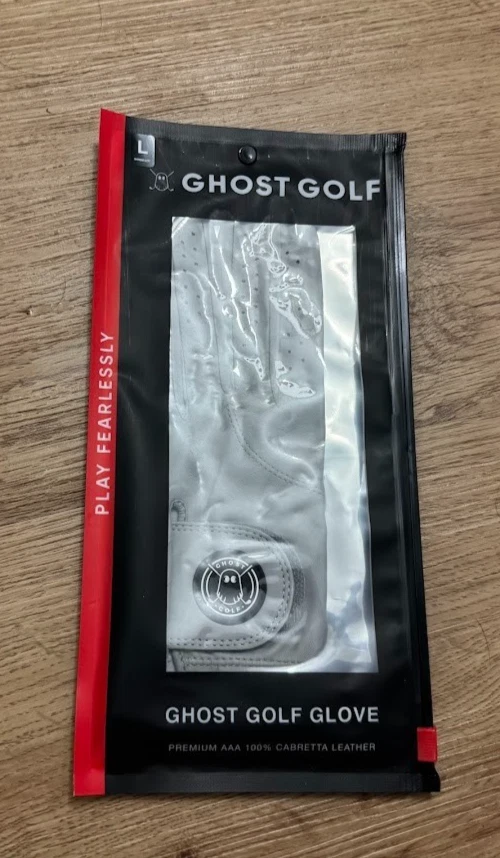 L
GHOST GOLF
PLAY FEARLESSLY
GHOST
GOLF
GHOST GOLF GLOVE
PREMIUM AAA 100% CABRETTA LEATHER